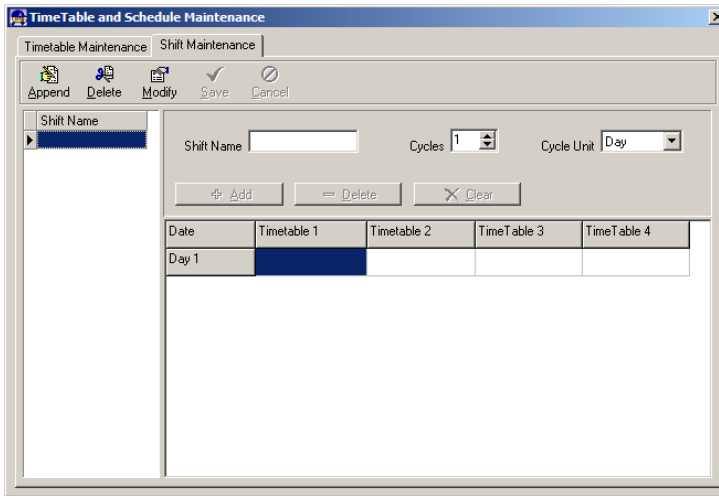 TimeTable and Schedule Maintenance
Timetable Maintenance Shift Maintenance
Append Delete Modify Save Cancel
Shift Name
Shift Name Cycles 1 Cycle Unit Day
Add Delete Clear
Date Timetable 1 Timetable 2 TimeTable 3 TimeTable 4
Day 1